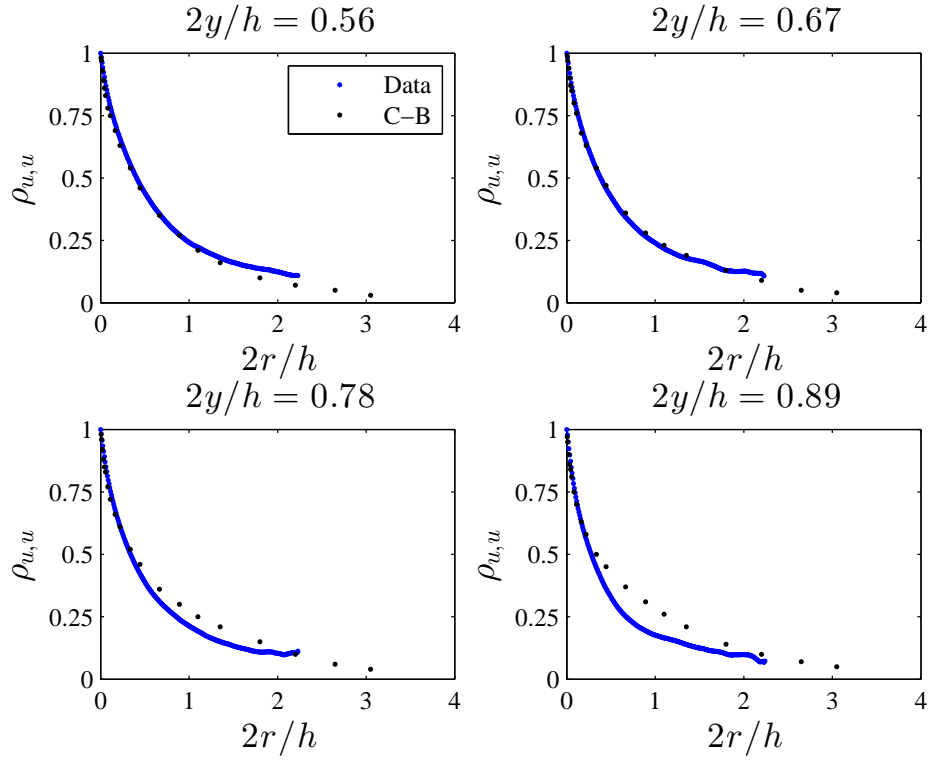 2y/h = 0.56
1
0.75
0.5
0.25
0
ρu,u
0 1 2 3 4
2r/h
Data
C−B
2y/h = 0.67
1
0.75
0.5
0.25
0
ρu,u
0 1 2 3 4
2r/h
2y/h = 0.78
1
0.75
0.5
0.25
0
ρu,u
0 1 2 3 4
2r/h
2y/h = 0.89
1
0.75
0.5
0.25
0
ρu,u
0 1 2 3 4
2r/h